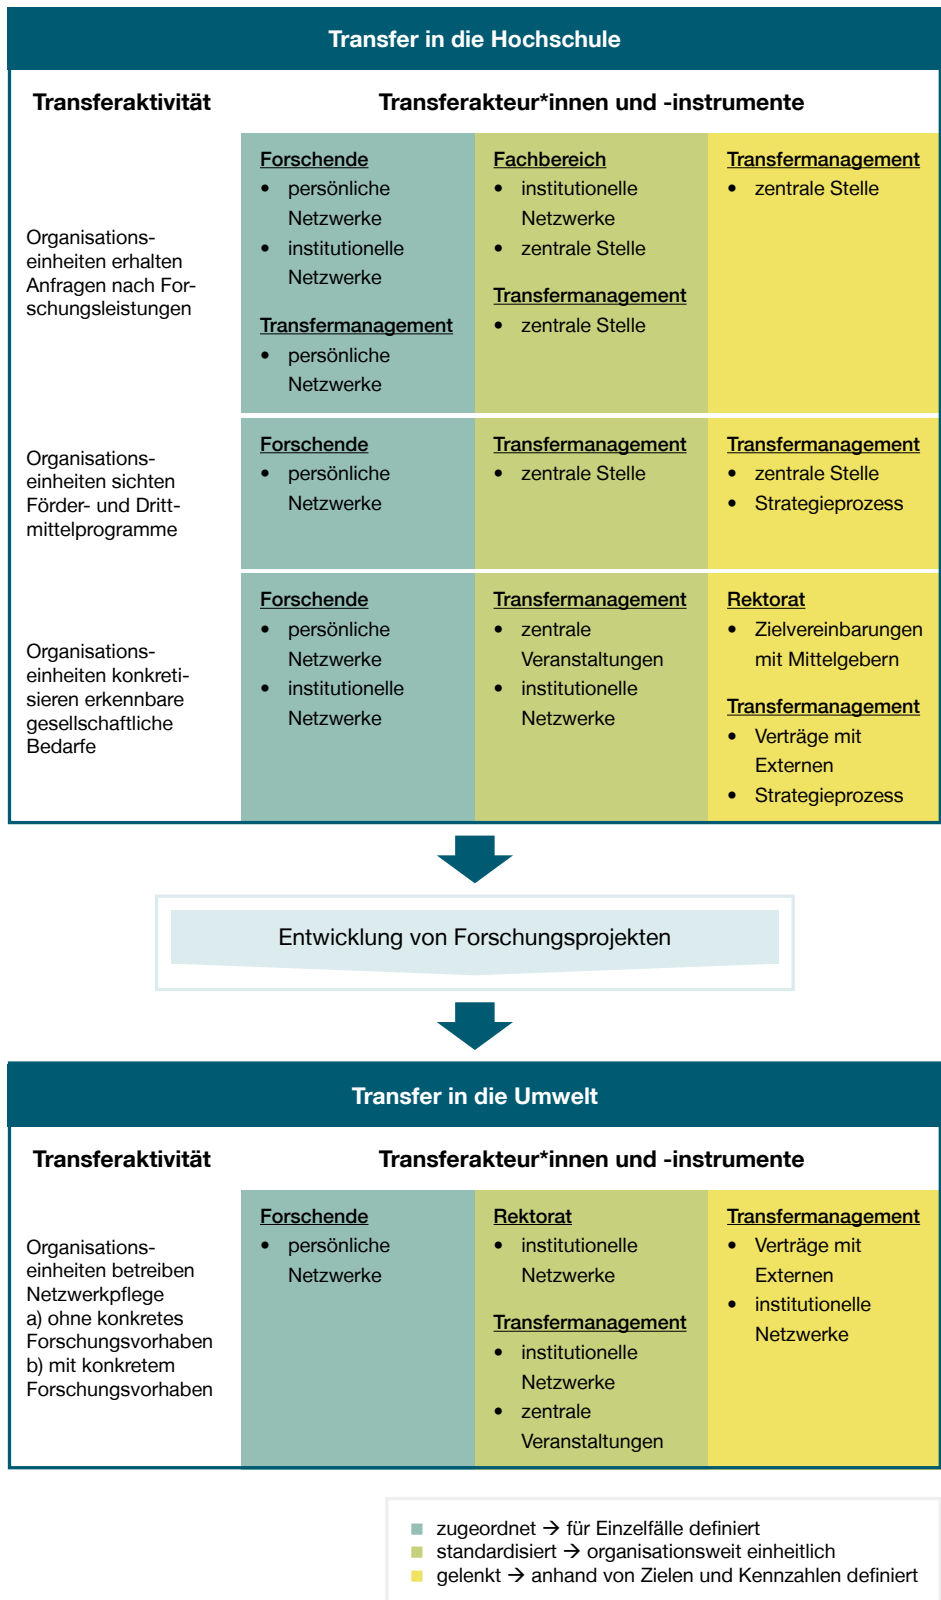 Transfer in die Hochschule
Transferaktivität
Transferakteur*innen und -instrumente
Organisations-
einheiten erhalten
Anfragen nach For-
schungsleistungen
Forschende
• persönliche
Netzwerke
• institutionelle
Netzwerke
Transfermanagement
• persönliche
Netzwerke
Fachbereich
• institutionelle
Netzwerke
• zentrale Stelle
Transfermanagement
• zentrale Stelle
Transfermanagement
• zentrale Stelle
Organisations-
einheiten sichten
Förder- und Dritt-
mittelprogramme
Forschende
• persönliche
Netzwerke
Transfermanagement
• zentrale Stelle
Transfermanagement
• zentrale Stelle
• Strategieprozess
Organisations-
einheiten konkreti-
sieren erkennbare
gesellschaftliche
Bedarfe
Forschende
• persönliche
Netzwerke
• institutionelle
Netzwerke
Transfermanagement
• zentrale
Veranstaltungen
• institutionelle
Netzwerke
Rektorat
• Zielvereinbarungen
mit Mittelgebern
Transfermanagement
• Verträge mit
Externen
• Strategieprozess
Entwicklung von Forschungsprojekten
Transfer in die Umwelt
Transferaktivität
Transferakteur*innen und -instrumente
Organisations-
einheiten betreiben
Netzwerkpflege
a) ohne konkretes
Forschungsvorhaben
b) mit konkretem
Forschungsvorhaben
Forschende
• persönliche
Netzwerke
Rektorat
• institutionelle
Netzwerke
Transfermanagement
• institutionelle
Netzwerke
• zentrale
Veranstaltungen
Transfermanagement
• Verträge mit
Externen
• institutionelle
Netzwerke
zugeordnet → für Einzelfälle definiert
standardisiert → organisationsweit einheitlich
gelenkt → anhand von Zielen und Kennzahlen definiert